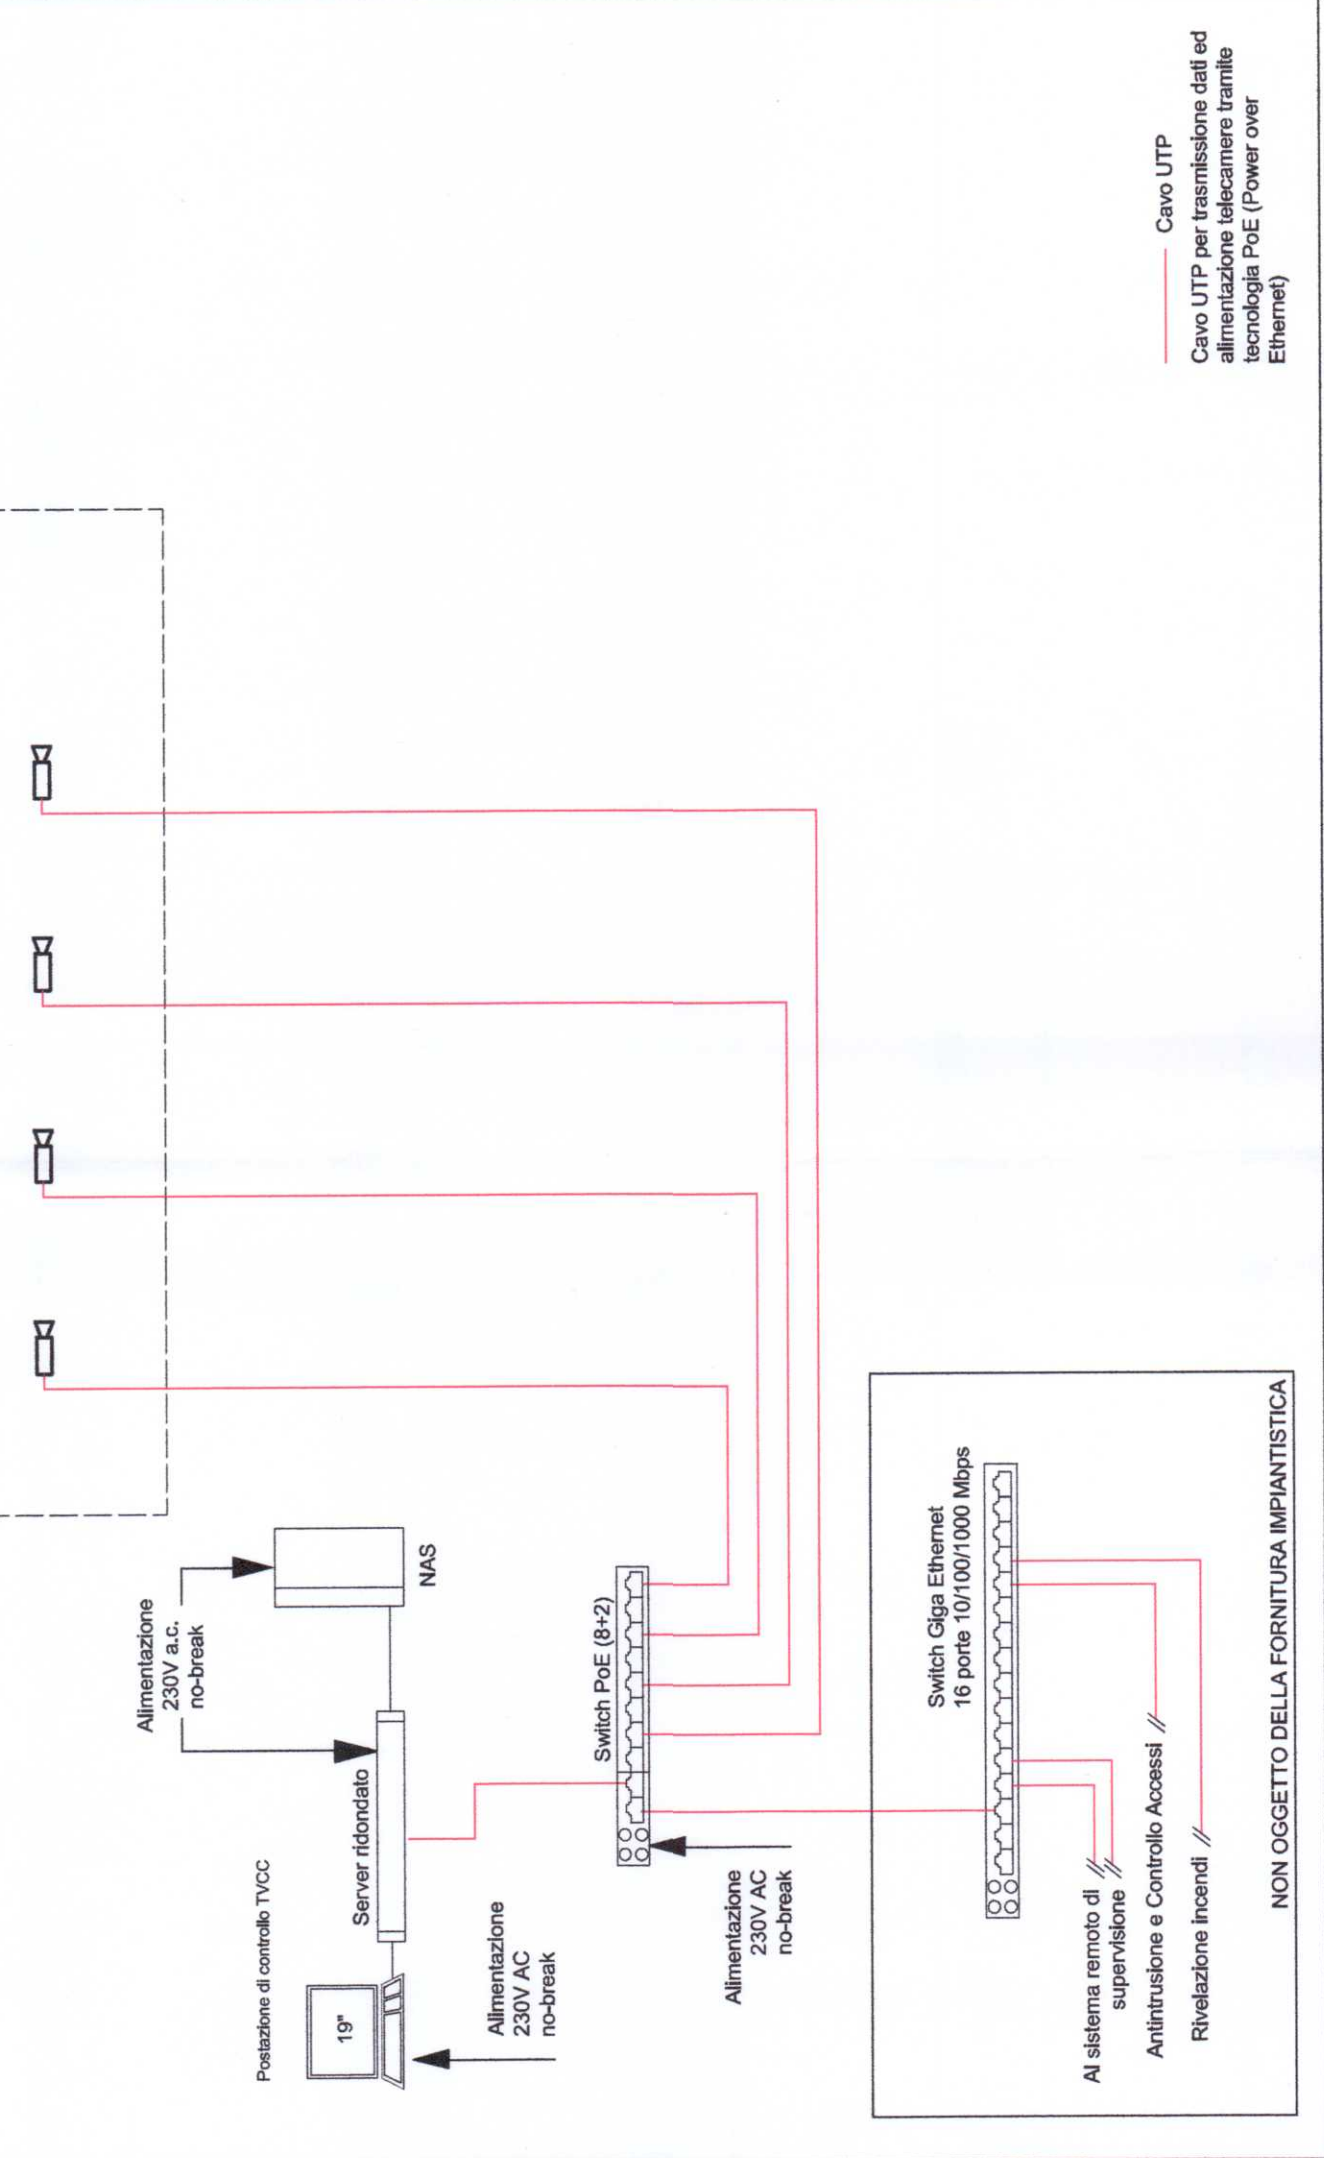 Alimentazione
230V a.c.
no-break
NAS
Postazione di controllo TVCC
19"
Server ridondato
Alimentazione
230V AC
no-break
Switch PoE (8+2)
Alimentazione
230V AC
no-break
Switch Giga Ethernet
16 porte 10/100/1000 Mbps
Al sistema remoto di
supervisione
Antintrusione e Controllo Accessi
Rivelazione incendi
NON OGGETTO DELLA FORNITURA IMPIANTISTICA
Cavo UTP
Cavo UTP per trasmissione dati ed
alimentazione telecamere tramite
tecnologia PoE (Power over
Ethernet)